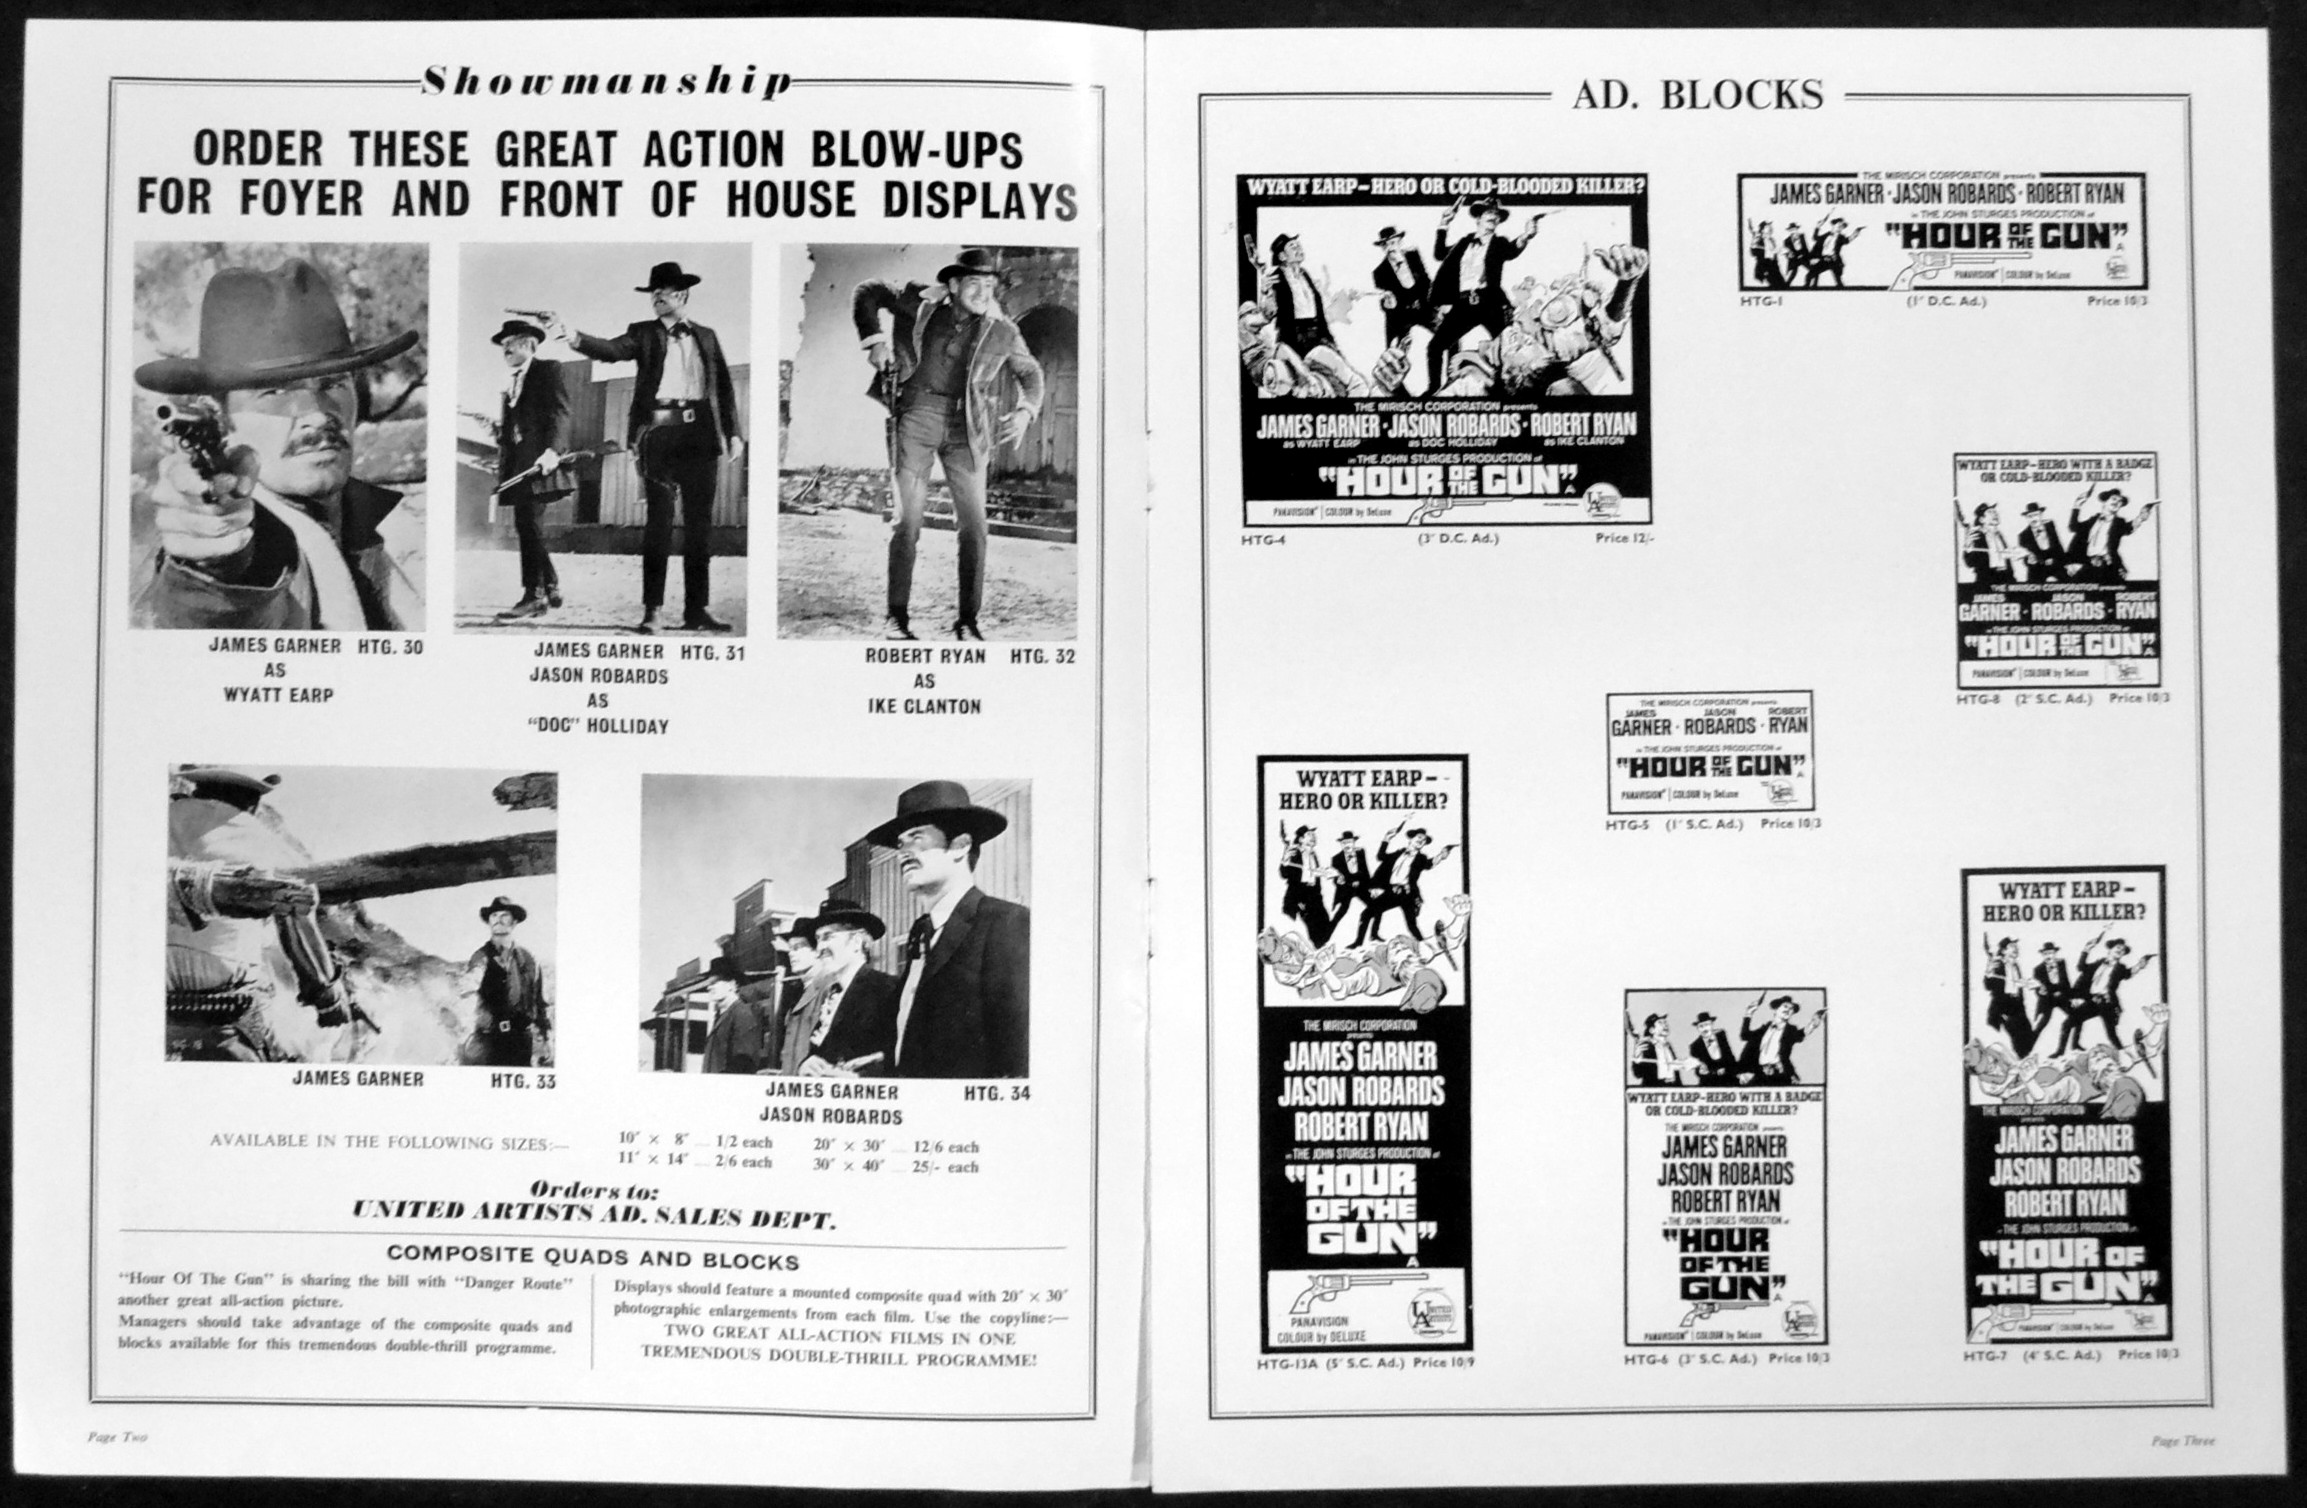 Showmanship
ORDER THESE GREAT ACTION BLOW-UPS
FOR FOYER AND FRONT OF HOUSE DISPLAYS
JAMES GARNER HTG. 30
AS
WYATT EARP
JAMES GARNER HTG. 31
JASON ROBARDS
AS
"DOC" HOLLIDAY
ROBERT RYAN HTG. 32
AS
IKE CLANTON
JAMES GARNER HTG. 33
JAMES GARNER HTG. 34
JASON ROBARDS
AVAILABLE IN THE FOLLOWING SIZES:—
10" × 8" ... 1/2 each 20" × 30" ... 12/6 each
11" × 14" ... 2/6 each 30" × 40" ... 25/- each
Orders to:
UNITED ARTISTS AD. SALES DEPT.
COMPOSITE QUADS AND BLOCKS
"Hour Of The Gun" is sharing the bill with "Danger Route"
another great all-action picture.
Managers should take advantage of the composite quads and
blocks available for this tremendous double-thrill programme.
Displays should feature a mounted composite quad with 20" × 30"
photographic enlargements from each film. Use the copyline:—
TWO GREAT ALL-ACTION FILMS IN ONE
TREMENDOUS DOUBLE-THRILL PROGRAMME!
Page Two
AD. BLOCKS
WYATT EARP–HERO OR COLD-BLOODED KILLER?
THE MIRISCH CORPORATION presents
JAMES GARNER · JASON ROBARDS · ROBERT RYAN
as WYATT EARP as DOC HOLLIDAY as IKE CLANTON
in THE JOHN STURGES PRODUCTION of
"HOUR OF THE GUN" A
PANAVISION® | COLOUR by DeLuxe
UNITED ARTISTS
HTG-4 (3" D.C. Ad.) Price 12/-
THE MIRISCH CORPORATION presents
JAMES GARNER · JASON ROBARDS · ROBERT RYAN
in THE JOHN STURGES PRODUCTION of
"HOUR OF THE GUN" A
PANAVISION® | COLOUR by DeLuxe
HTG-1 (1" D.C. Ad.) Price 10/3
WYATT EARP–HERO WITH A BADGE
OR COLD-BLOODED KILLER?
THE MIRISCH CORPORATION presents
JAMES JASON ROBERT
GARNER · ROBARDS · RYAN
in THE JOHN STURGES PRODUCTION of
"HOUR OF THE GUN" A
PANAVISION® | COLOUR by DeLuxe
HTG-8 (2" S.C. Ad.) Price 10/3
THE MIRISCH CORPORATION presents
JAMES JASON ROBERT
GARNER · ROBARDS · RYAN
in THE JOHN STURGES PRODUCTION of
"HOUR OF THE GUN" A
PANAVISION® | COLOUR by DeLuxe
HTG-5 (1" S.C. Ad.) Price 10/3
WYATT EARP–
HERO OR KILLER?
THE MIRISCH CORPORATION
presents
JAMES GARNER
JASON ROBARDS
ROBERT RYAN
in THE JOHN STURGES PRODUCTION of
"HOUR
OF THE
GUN"
A
PANAVISION
COLOUR by DELUXE
UNITED ARTISTS
HTG-13A (5" S.C. Ad.) Price 10/9
WYATT EARP–HERO WITH A BADGE
OR COLD-BLOODED KILLER?
THE MIRISCH CORPORATION presents
JAMES GARNER
JASON ROBARDS
ROBERT RYAN
in THE JOHN STURGES PRODUCTION of
"HOUR
OF THE
GUN"
A
PANAVISION® | COLOUR by DeLuxe
HTG-6 (3" S.C. Ad.) Price 10/3
WYATT EARP–
HERO OR KILLER?
THE MIRISCH CORPORATION
presents
JAMES GARNER
JASON ROBARDS
ROBERT RYAN
in THE JOHN STURGES PRODUCTION of
"HOUR OF
THE GUN"
A
PANAVISION® | COLOUR by DeLuxe
HTG-7 (4" S.C. Ad.) Price 10/3
Page Three